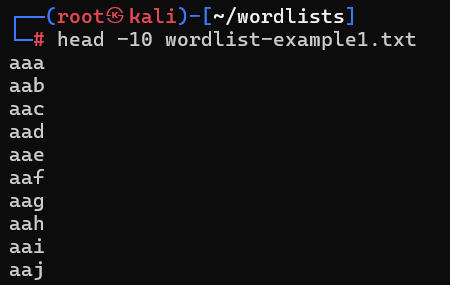 ┌──(root㉿kali)-[~/wordlists]
└─# head -10 wordlist-example1.txt
aaa
aab
aac
aad
aae
aaf
aag
aah
aai
aaj